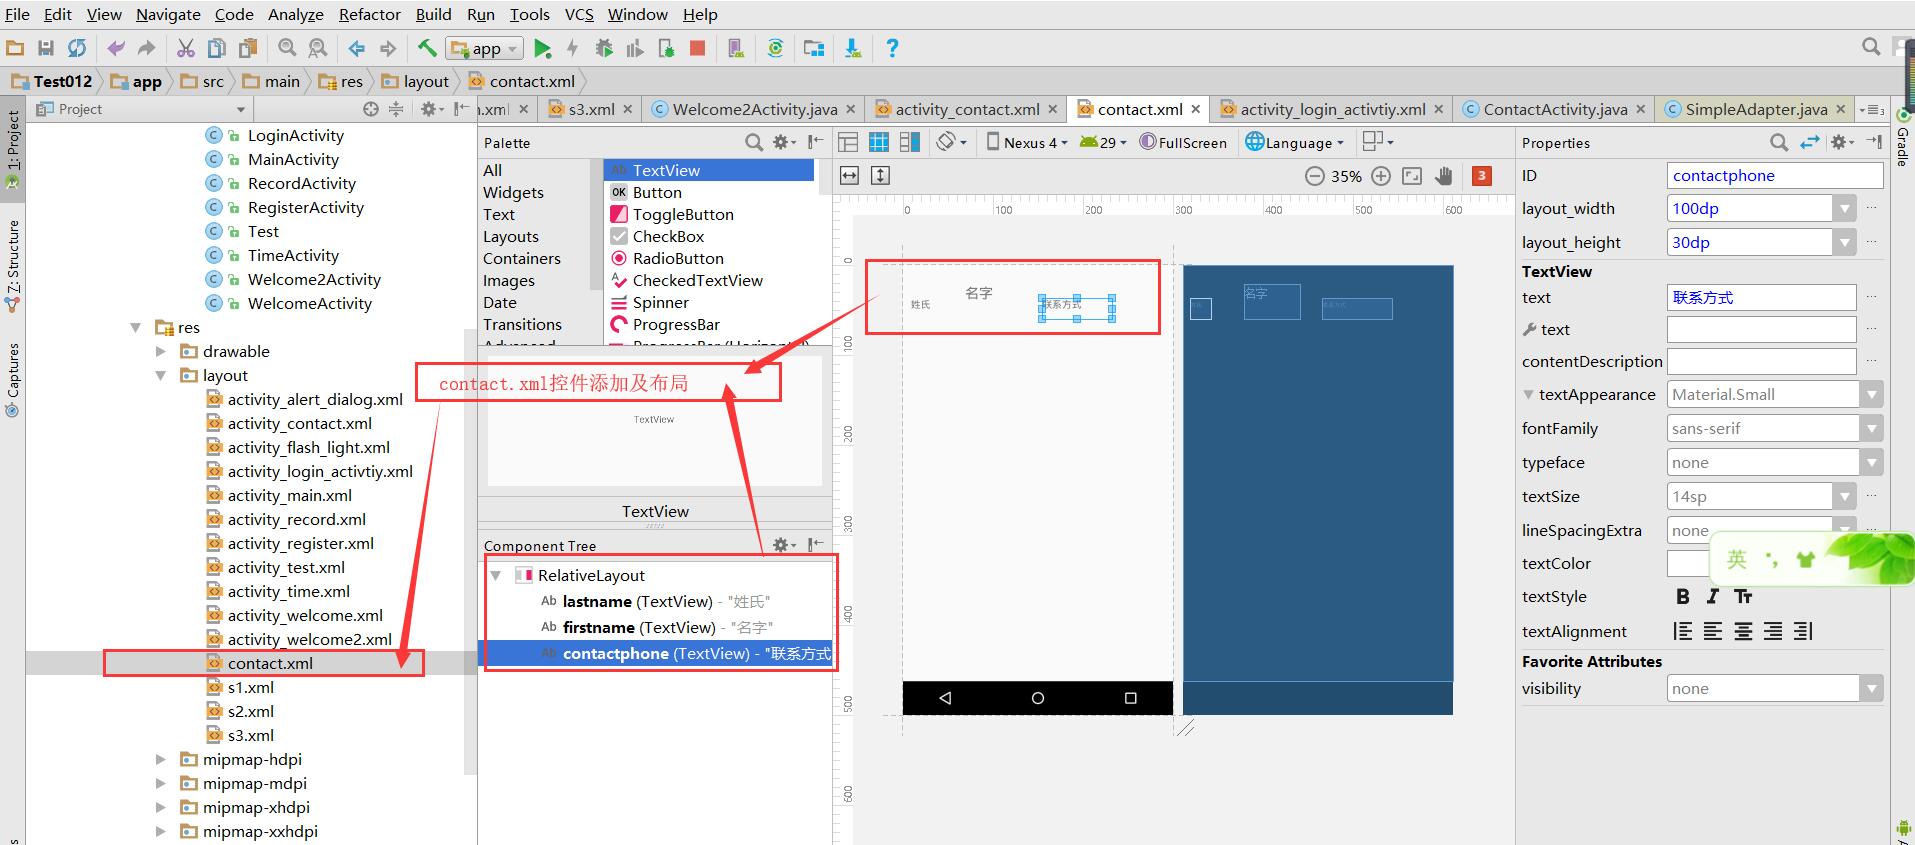 File Edit View Navigate Code Analyze Refactor Build Run Tools VCS Window Help
app
Test012 app src main res layout contact.xml
Project
.xml s3.xml Welcome2Activity.java activity_contact.xml contact.xml activity_login_activtiy.xml ContactActivity.java SimpleAdapter.java
1: Project
Z: Structure
Captures
Gradle
LoginActivity
MainActivity
RecordActivity
RegisterActivity
Test
TimeActivity
Welcome2Activity
WelcomeActivity
res
drawable
layout
activity_alert_dialog.xml
activity_contact.xml
activity_flash_light.xml
activity_login_activtiy.xml
activity_main.xml
activity_record.xml
activity_register.xml
activity_test.xml
activity_time.xml
activity_welcome.xml
activity_welcome2.xml
contact.xml
s1.xml
s2.xml
s3.xml
mipmap-hdpi
mipmap-mdpi
mipmap-xhdpi
mipmap-xxhdpi
Palette
All
Widgets
Text
Layouts
Containers
Images
Date
Transitions
Advanced
Ab TextView
OK Button
ToggleButton
CheckBox
RadioButton
CheckedTextView
Spinner
ProgressBar
ProgressBar (Horizontal)
contact.xml控件添加及布局
TextView
TextView
Component Tree
RelativeLayout
Ab lastname (TextView) - "姓氏"
Ab firstname (TextView) - "名字"
Ab contactphone (TextView) - "联系方式
Nexus 4 29 FullScreen Language
35% 3
0 100 200 300 400 500 600
0
100
200
300
400
500
600
姓氏
名字
联系方式
名字
Properties
ID contactphone
layout_width 100dp
layout_height 30dp
TextView
text 联系方式
text
contentDescription
textAppearance Material.Small
fontFamily sans-serif
typeface none
textSize 14sp
lineSpacingExtra none
textColor
textStyle B I Tt
textAlignment
Favorite Attributes
visibility none
英